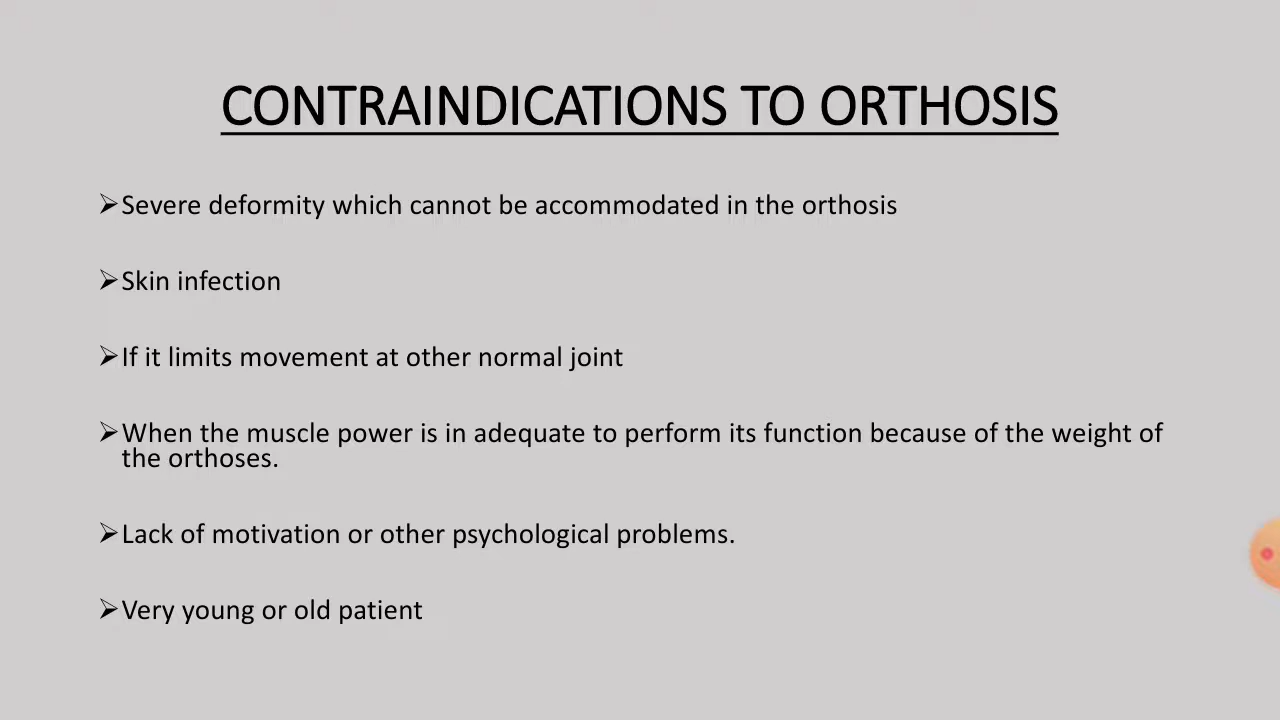 CONTRAINDICATIONS TO ORTHOSIS
➢Severe deformity which cannot be accommodated in the orthosis
➢Skin infection
➢If it limits movement at other normal joint
➢When the muscle power is in adequate to perform its function because of the weight of
the orthoses.
➢Lack of motivation or other psychological problems.
➢Very young or old patient